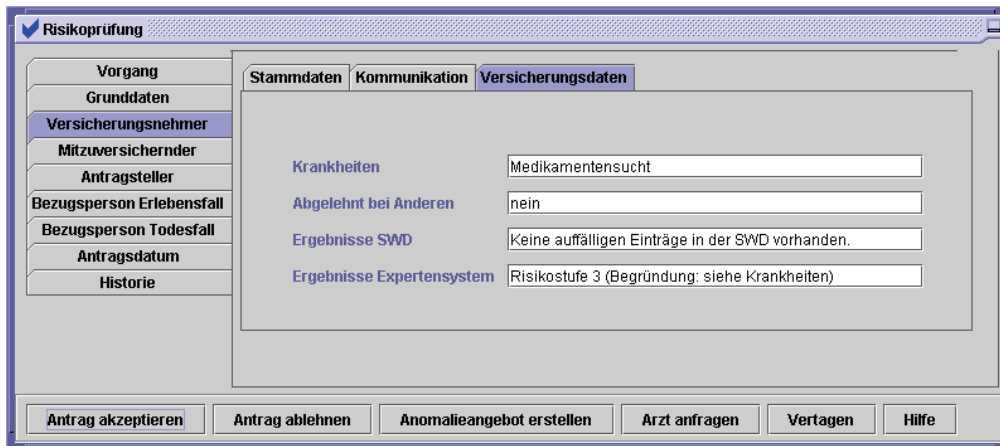 Risikoprüfung
Vorgang
Grunddaten
Versicherungsnehmer
Mitzuversichernder
Antragsteller
Bezugsperson Erlebensfall
Bezugsperson Todesfall
Antragsdatum
Historie
Stammdaten Kommunikation Versicherungsdaten
Krankheiten Medikamentensucht
Abgelehnt bei Anderen nein
Ergebnisse SWD Keine auffälligen Einträge in der SWD vorhanden.
Ergebnisse Expertensystem Risikostufe 3 (Begründung: siehe Krankheiten)
Antrag akzeptieren Antrag ablehnen Anomalieangebot erstellen Arzt anfragen Vertagen Hilfe